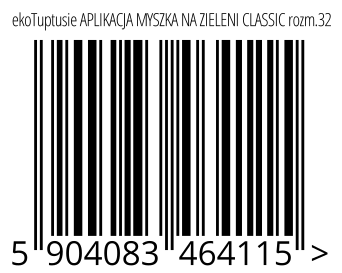 ekoTuptusie APLIKACJA MYSZKA NA ZIELENI CLASSIC rozm.32
5 904083 464115 >